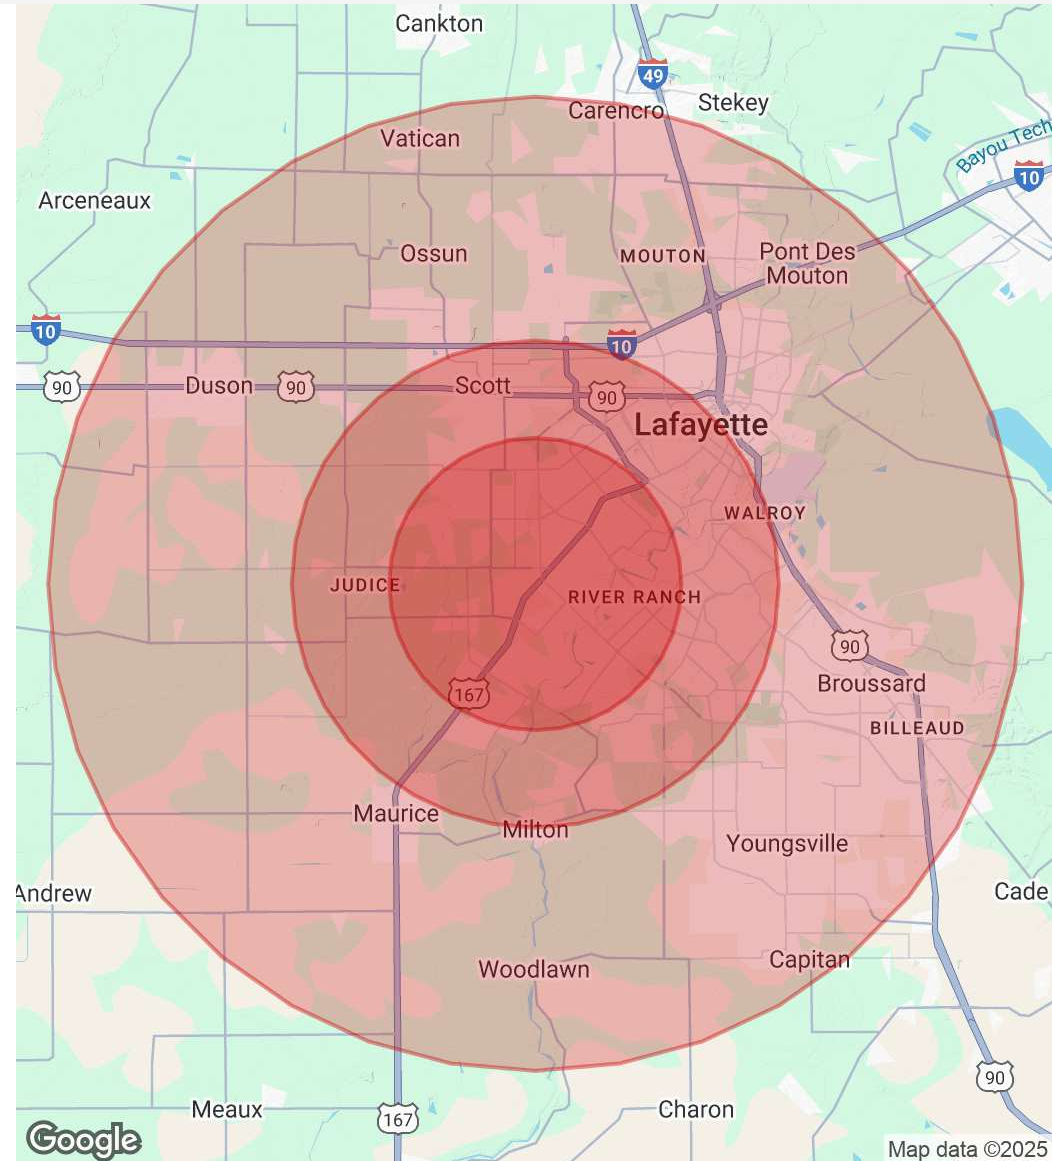 Cankton
49
Stekey
Carencro
Vatican
Bayou Tech
10
Arceneaux
Ossun
MOUTON
Pont Des
Mouton
10
10
90
Duson
90
Scott
90
Lafayette
WALROY
JUDICE
RIVER RANCH
90
167
Broussard
BILLEAUD
Maurice
Milton
Youngsville
Andrew
Cade
Capitan
Woodlawn
90
Meaux
167
Charon
Google
Map data ©2025